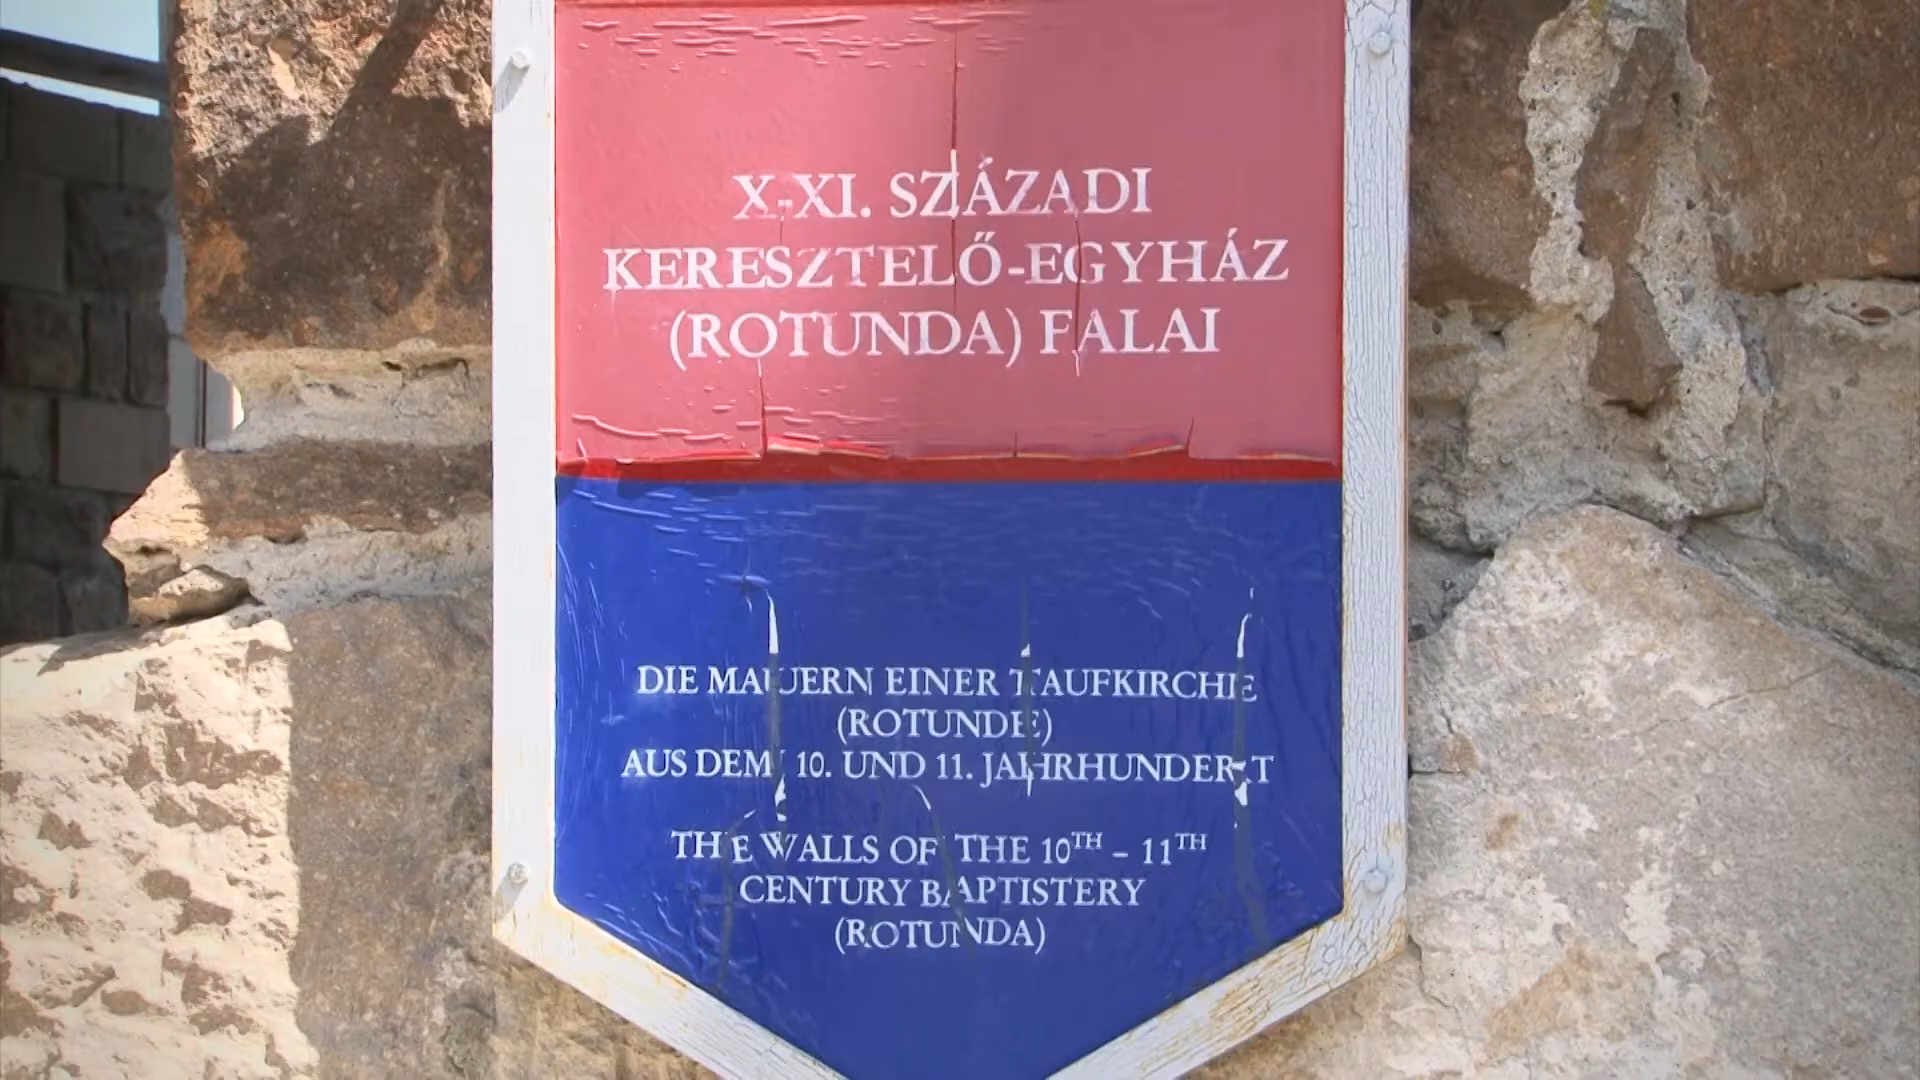 X-XI. SZÁZADI
KERESZTELŐ-EGYHÁZ
(ROTUNDA) FALAI
DIE MAUERN EINER TAUFKIRCHE
(ROTUNDE)
AUS DEM 10. UND 11. JAHRHUNDERT
THE WALLS OF THE 10TH – 11TH
CENTURY BAPTISTERY
(ROTUNDA)